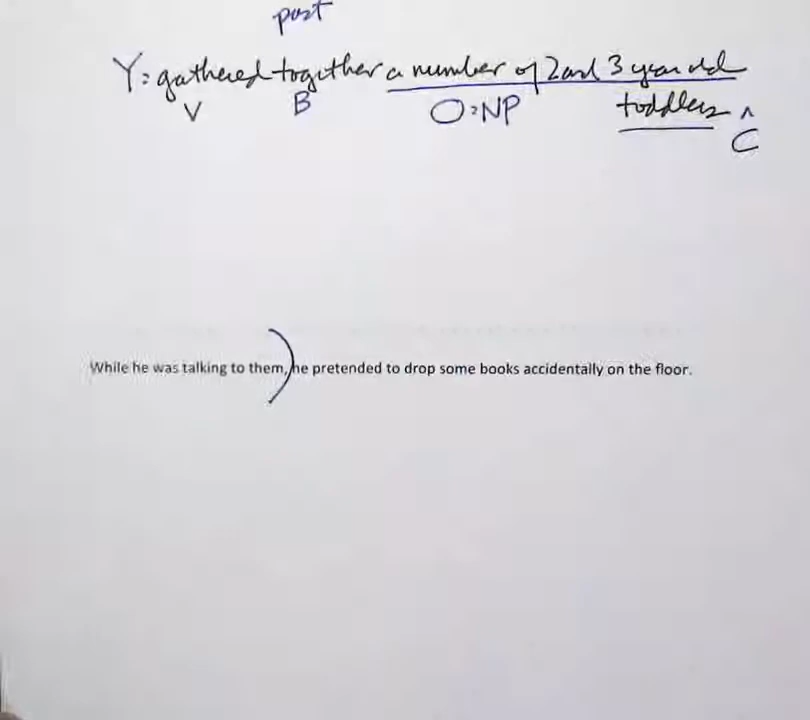 past
Y: gathered together a number of 2 and 3 year old
toddlers ^
V B O:NP C
While he was talking to them, he pretended to drop some books accidentally on the floor.